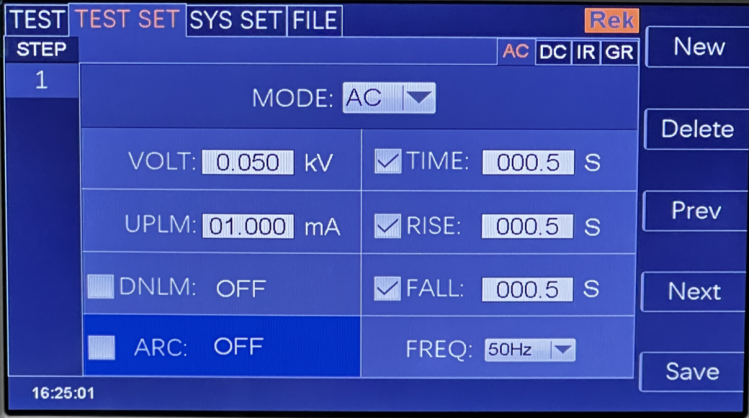 TEST TEST SET SYS SET FILE Rek
STEP AC DC IR GR
1
MODE: AC
VOLT: 0.050 kV TIME: 000.5 S
UPLM: 01.000 mA RISE: 000.5 S
DNLM: OFF FALL: 000.5 S
ARC: OFF FREQ: 50Hz
16:25:01
New
Delete
Prev
Next
Save